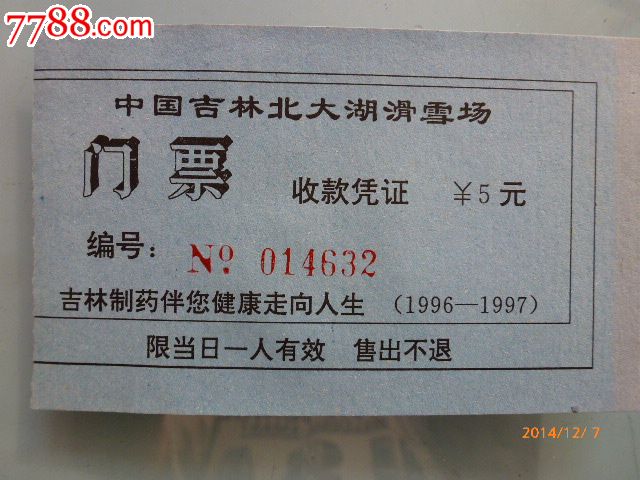 7788.com
中国吉林北大湖滑雪场
门票 收款凭证 ￥5元
编号: Nº 014632
吉林制药伴您健康走向人生 (1996—1997)
限当日一人有效 售出不退
2014/12/ 7